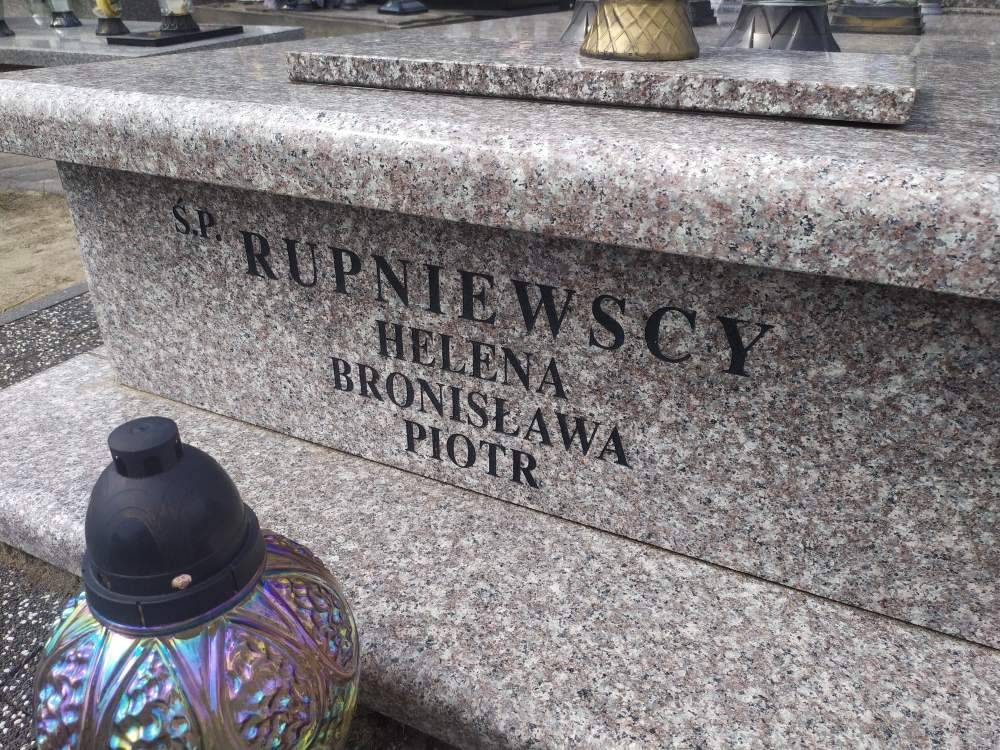 Ś.P. RUPNIEWSCY
HELENA
BRONISŁAWA
PIOTR